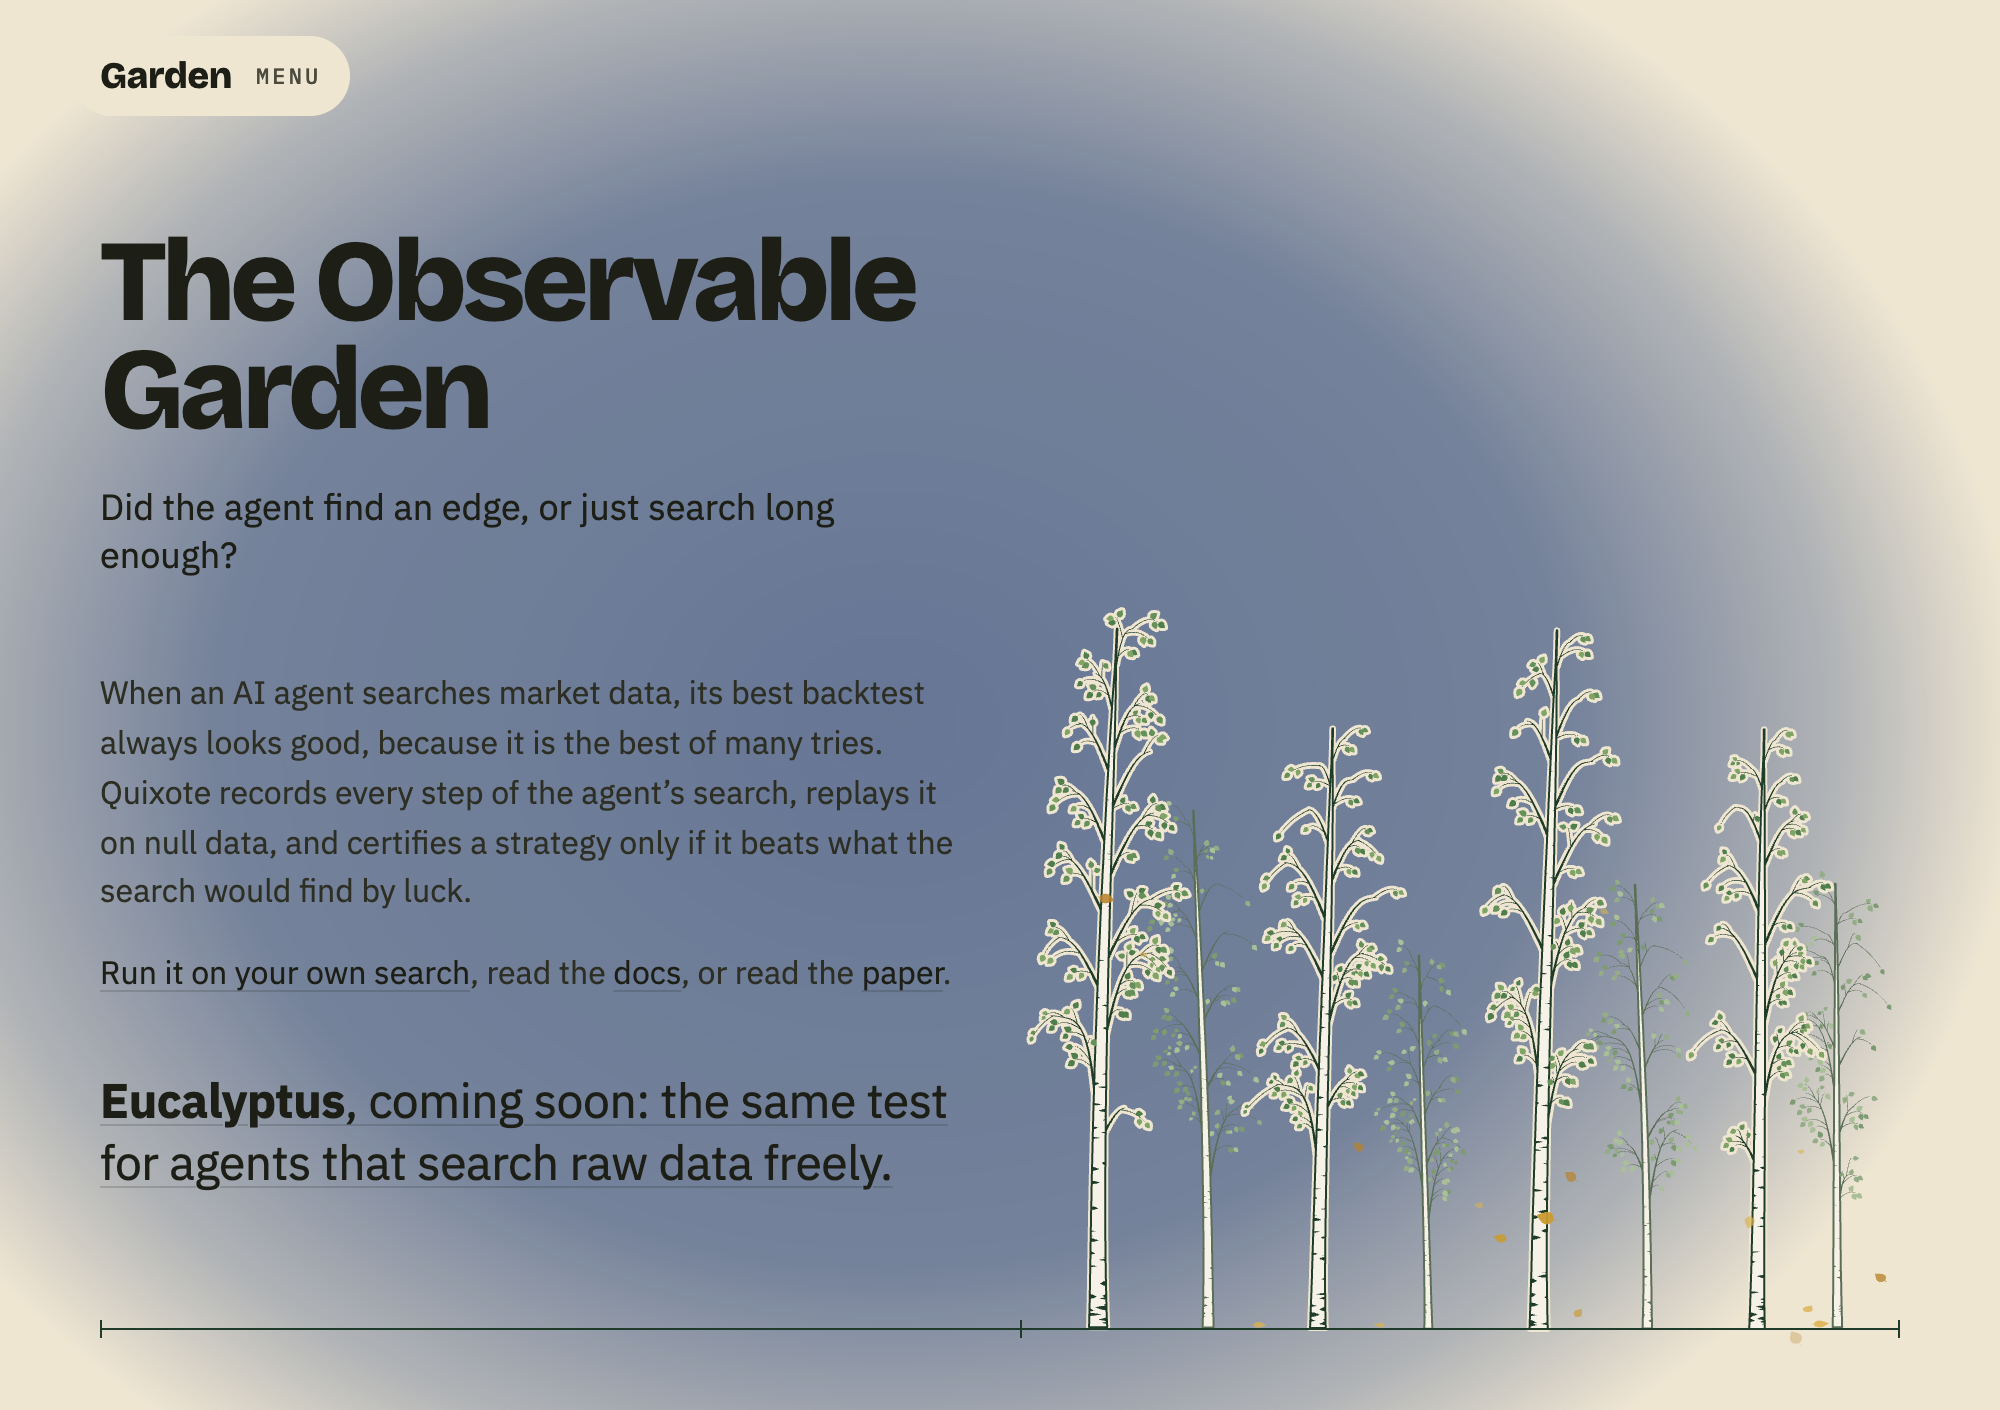 Garden MENU
The Observable
Garden
Did the agent find an edge, or just search long
enough?
When an AI agent searches market data, its best backtest
always looks good, because it is the best of many tries.
Quixote records every step of the agent’s search, replays it
on null data, and certifies a strategy only if it beats what the
search would find by luck.
Run it on your own search, read the docs, or read the paper.
Eucalyptus, coming soon: the same test
for agents that search raw data freely.